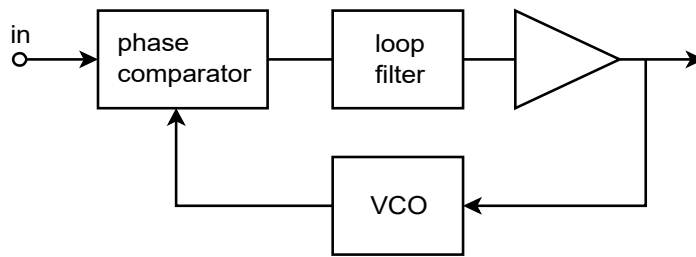 in
phase
comparator
loop
filter
VCO